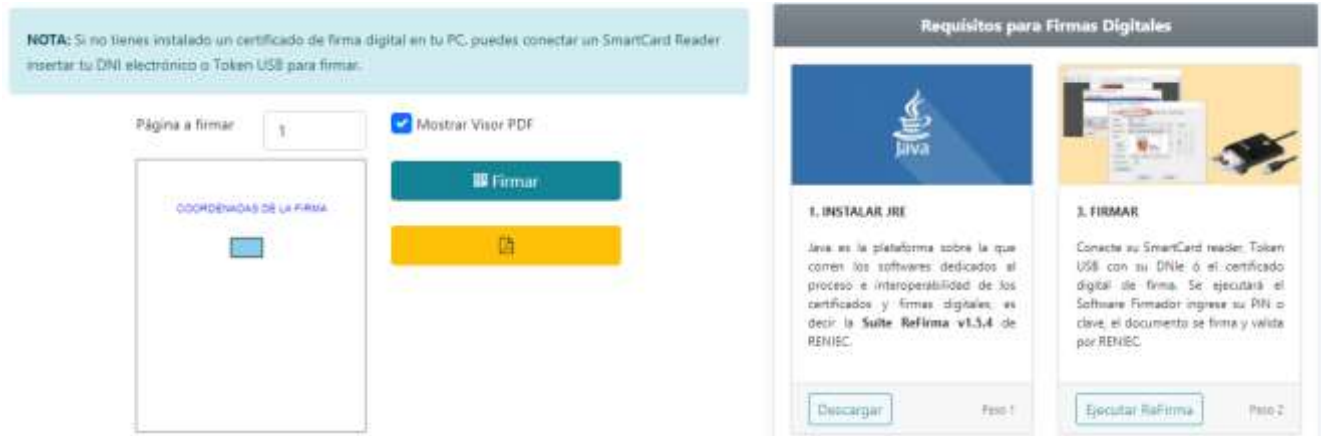 NOTA: Si no tienes instalado un certificado de firma digital en tu PC, puedes conectar un SmartCard Reader
insertar tu DNI electrónico o Token USB para firmar.
Página a firmar
1
Mostrar Visor PDF
COORDENADAS DE LA FIRMA
Firmar
Requisitos para Firmas Digitales
Java
1. INSTALAR JRE
Java es la plataforma sobre la que
corren los softwares dedicados al
proceso e interoperabilidad de los
certificados y firmas digitales, es
decir la Suite ReFirma v1.5.4 de
RENIEC.
Descargar
Paso 1
3. FIRMAR
Conecte su SmartCard reader, Token
USB con su DNIe ó el certificado
digital de firma. Se ejecutará el
Software Firmador ingrese su PIN o
clave, el documento se firma y valida
por RENIEC.
Ejecutar ReFirma
Paso 2